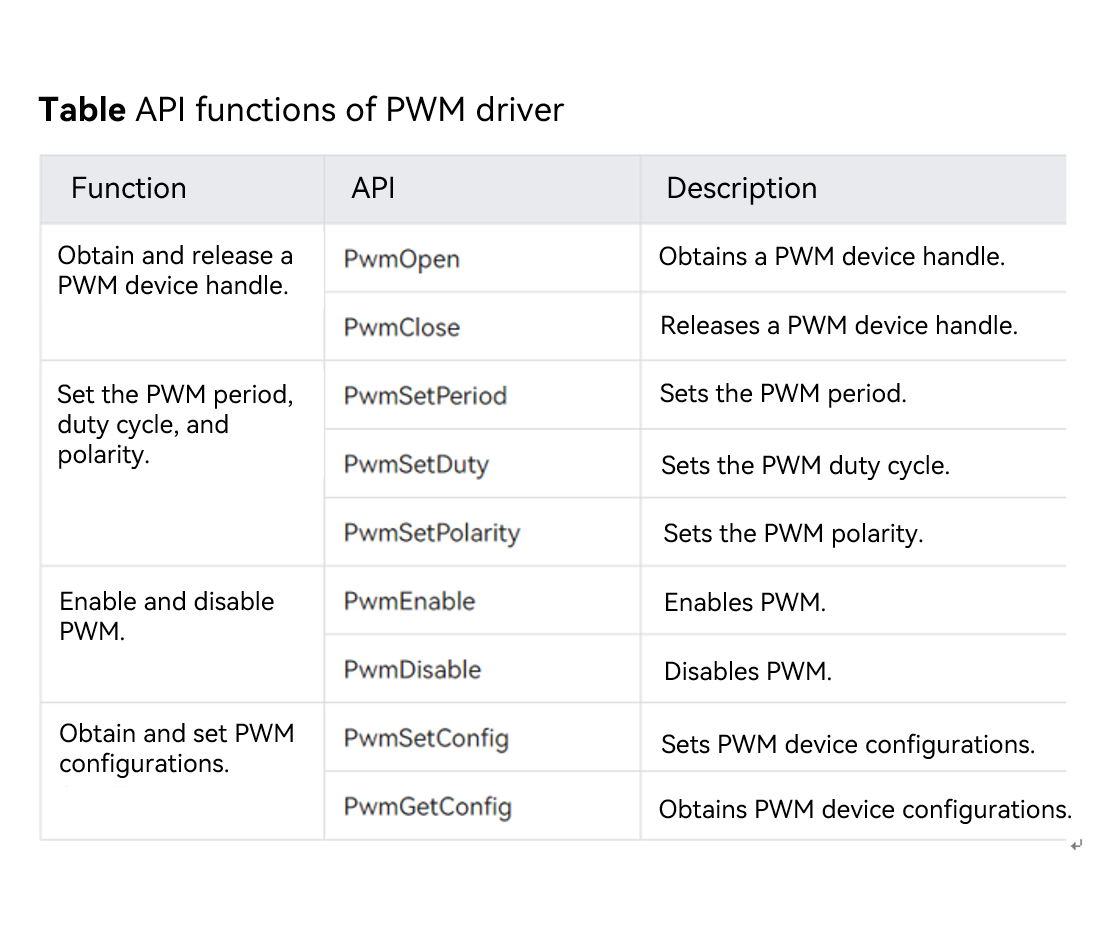 Table API functions of PWM driver
Function API Description
Obtain and release a
PWM device handle.
PwmOpen Obtains a PWM device handle.
PwmClose Releases a PWM device handle.
Set the PWM period,
duty cycle, and
polarity.
PwmSetPeriod Sets the PWM period.
PwmSetDuty Sets the PWM duty cycle.
PwmSetPolarity Sets the PWM polarity.
Enable and disable
PWM.
PwmEnable Enables PWM.
PwmDisable Disables PWM.
Obtain and set PWM
configurations.
PwmSetConfig Sets PWM device configurations.
PwmGetConfig Obtains PWM device configurations.